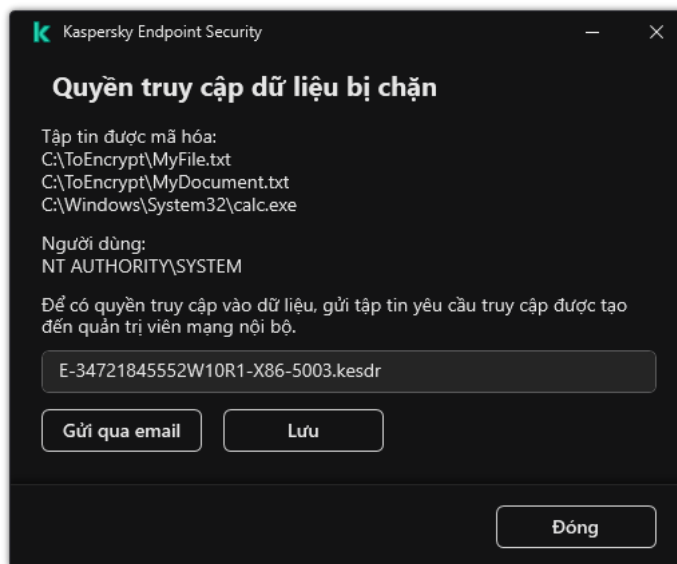 Kaspersky Endpoint Security
Quyền truy cập dữ liệu bị chặn
Tập tin được mã hóa:
C:\ToEncrypt\MyFile.txt
C:\ToEncrypt\MyDocument.txt
C:\Windows\System32\calc.exe
Người dùng:
NT AUTHORITY\SYSTEM
Để có quyền truy cập vào dữ liệu, gửi tập tin yêu cầu truy cập được tạo
đến quản trị viên mạng nội bộ.
E-34721845552W10R1-X86-5003.kesdr
Gửi qua email
Lưu
Đóng